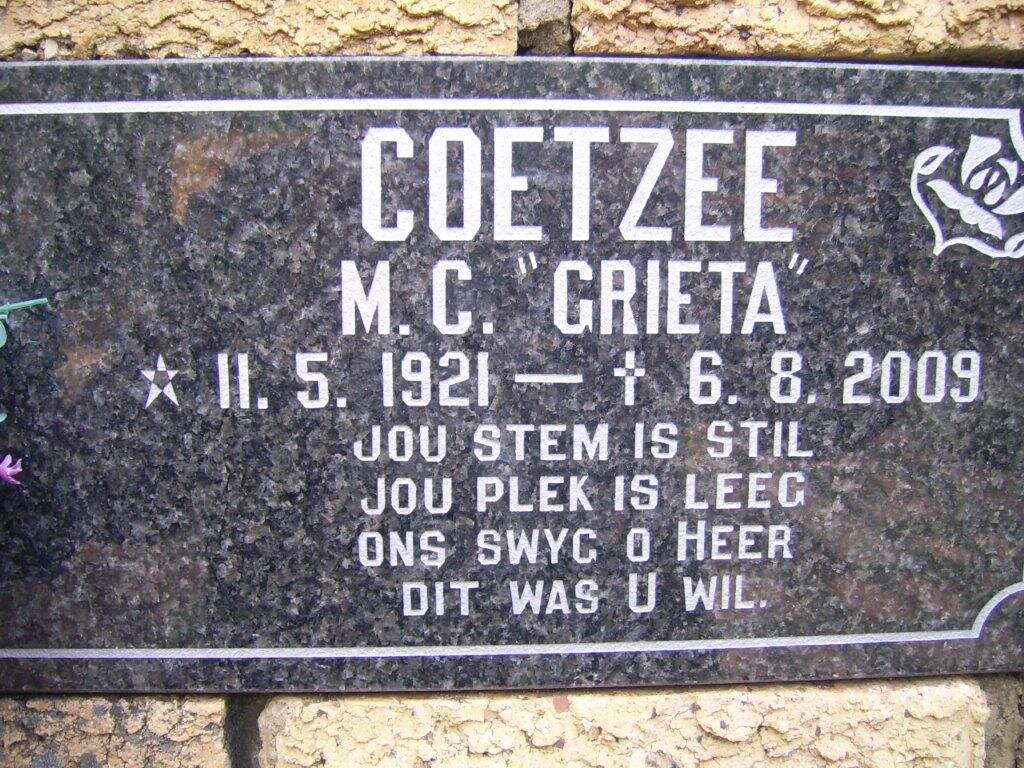 COETZEE
M. C. "GRIETA"
☆ 11. 5. 1921 — † 6. 8. 2009
JOU STEM IS STIL
JOU PLEK IS LEEG
ONS SWYG O HEER
DIT WAS U WIL.